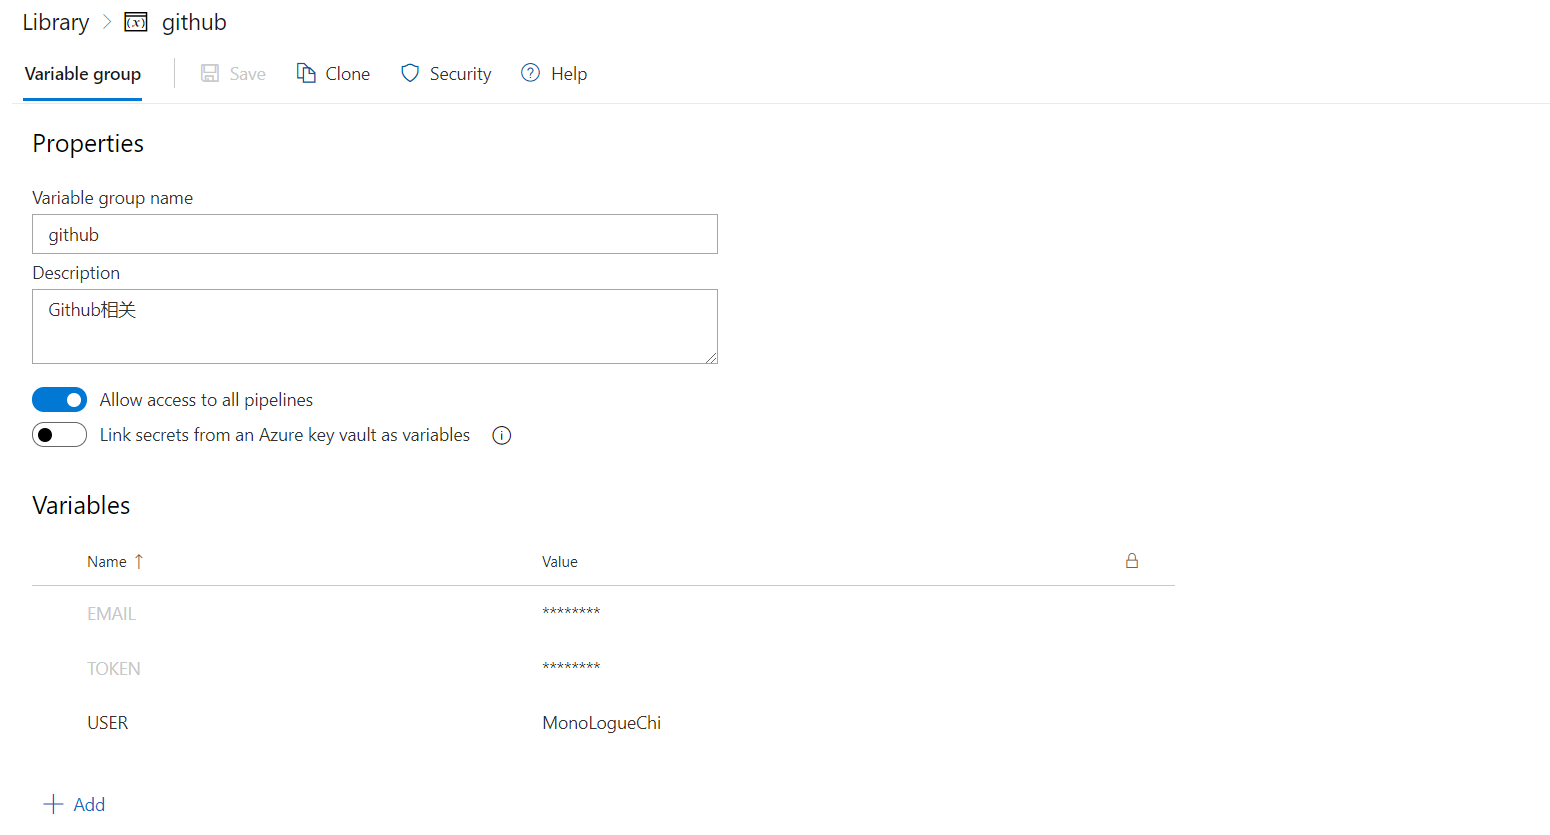 Library > github
Variable group Save Clone Security Help
Properties
Variable group name
github
Description
Github相关
Allow access to all pipelines
Link secrets from an Azure key vault as variables
Variables
Name ↑ Value
EMAIL ********
TOKEN ********
USER MonoLogueChi
+ Add